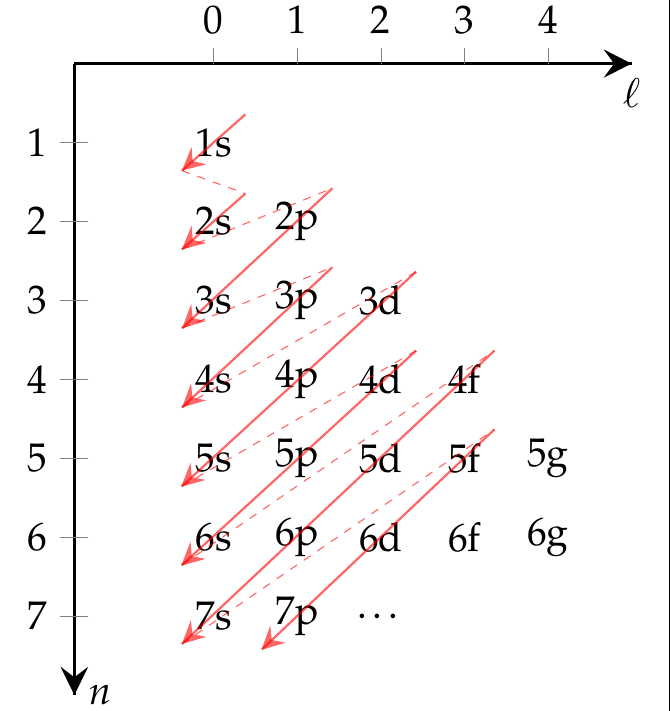 0 1 2 3 4
ℓ
1 1s
2 2s 2p
3 3s 3p 3d
4 4s 4p 4d 4f
5 5s 5p 5d 5f 5g
6 6s 6p 6d 6f 6g
7 7s 7p ...
n